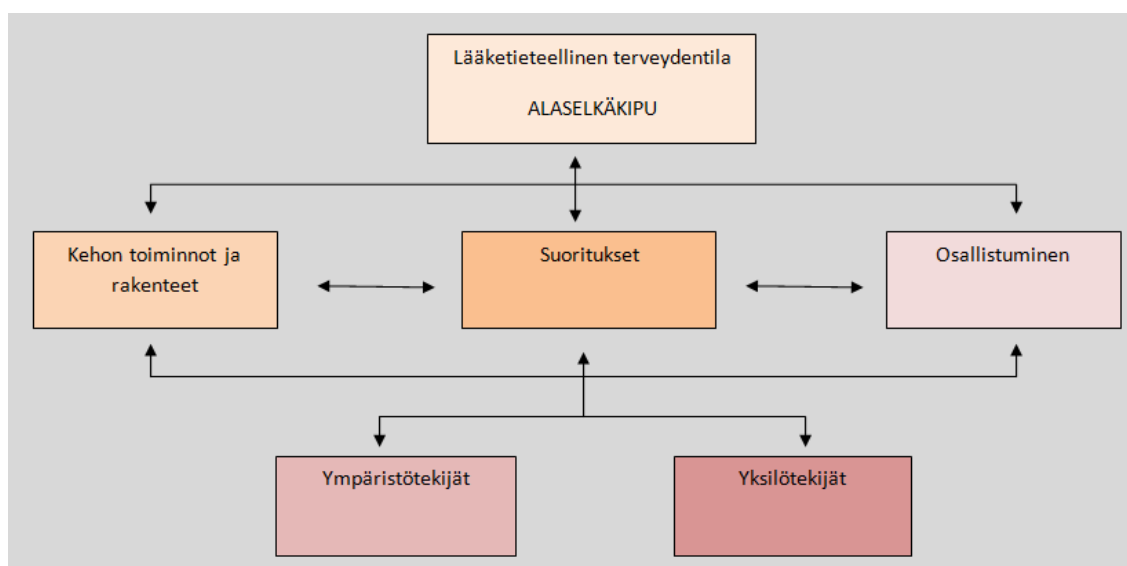 Lääketieteellinen terveydentila
ALASELKÄKIPU
Kehon toiminnot ja
rakenteet
Suoritukset
Osallistuminen
Ympäristötekijät
Yksilötekijät